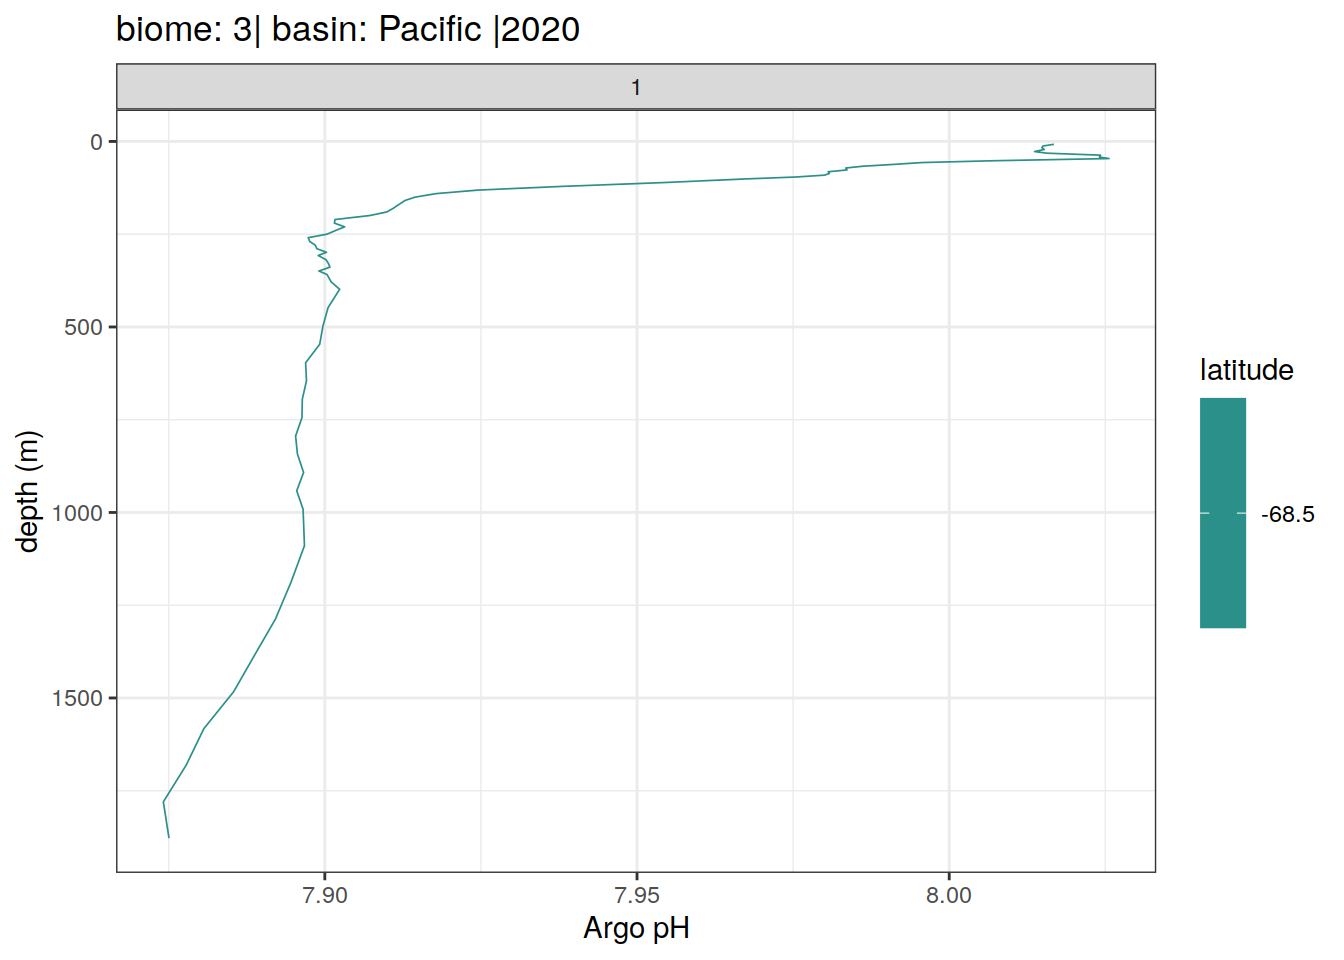 biome: 3| basin: Pacific |2020
1
0
500
1000
1500
depth (m)
7.90
7.95
8.00
Argo pH
latitude
-68.5